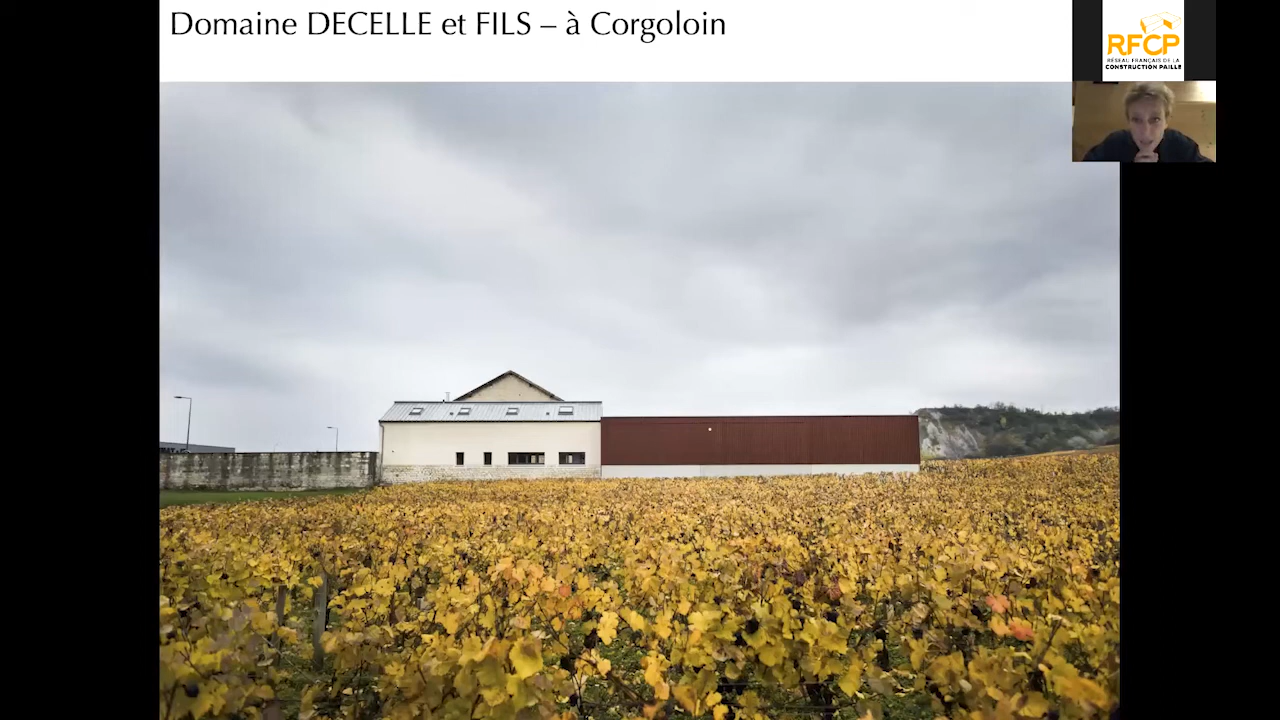 Domaine DECELLE et FILS – à Corgoloin
RFCP
RÉSEAU FRANÇAIS DE LA
CONSTRUCTION PAILLE